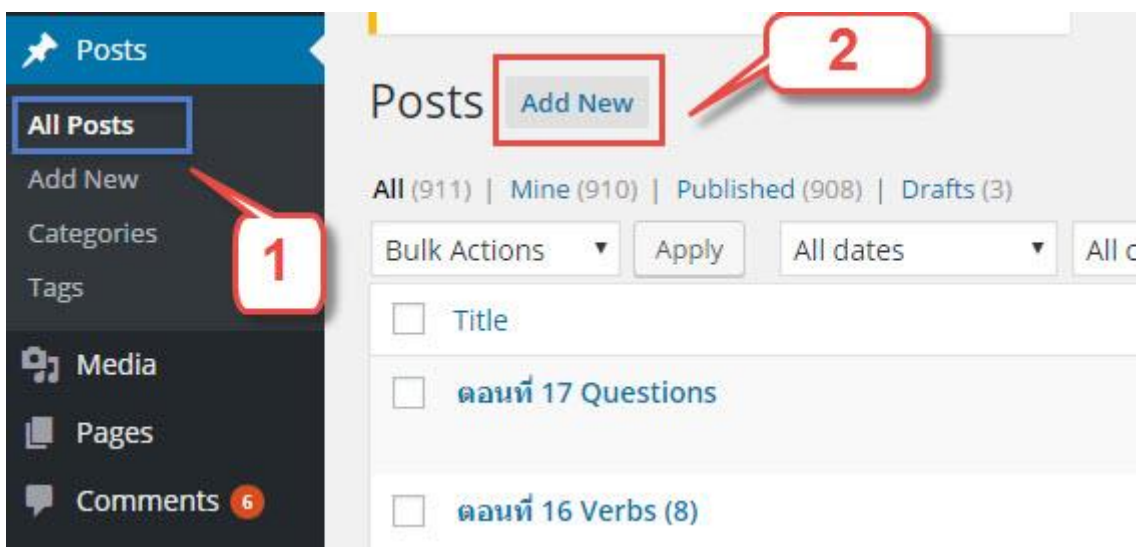 Posts
All Posts
Add New
Categories
Tags
Media
Pages
Comments 6
1
2
Posts Add New
All (911) | Mine (910) | Published (908) | Drafts (3)
Bulk Actions Apply All dates All c
Title
ตอนที่ 17 Questions
ตอนที่ 16 Verbs (8)